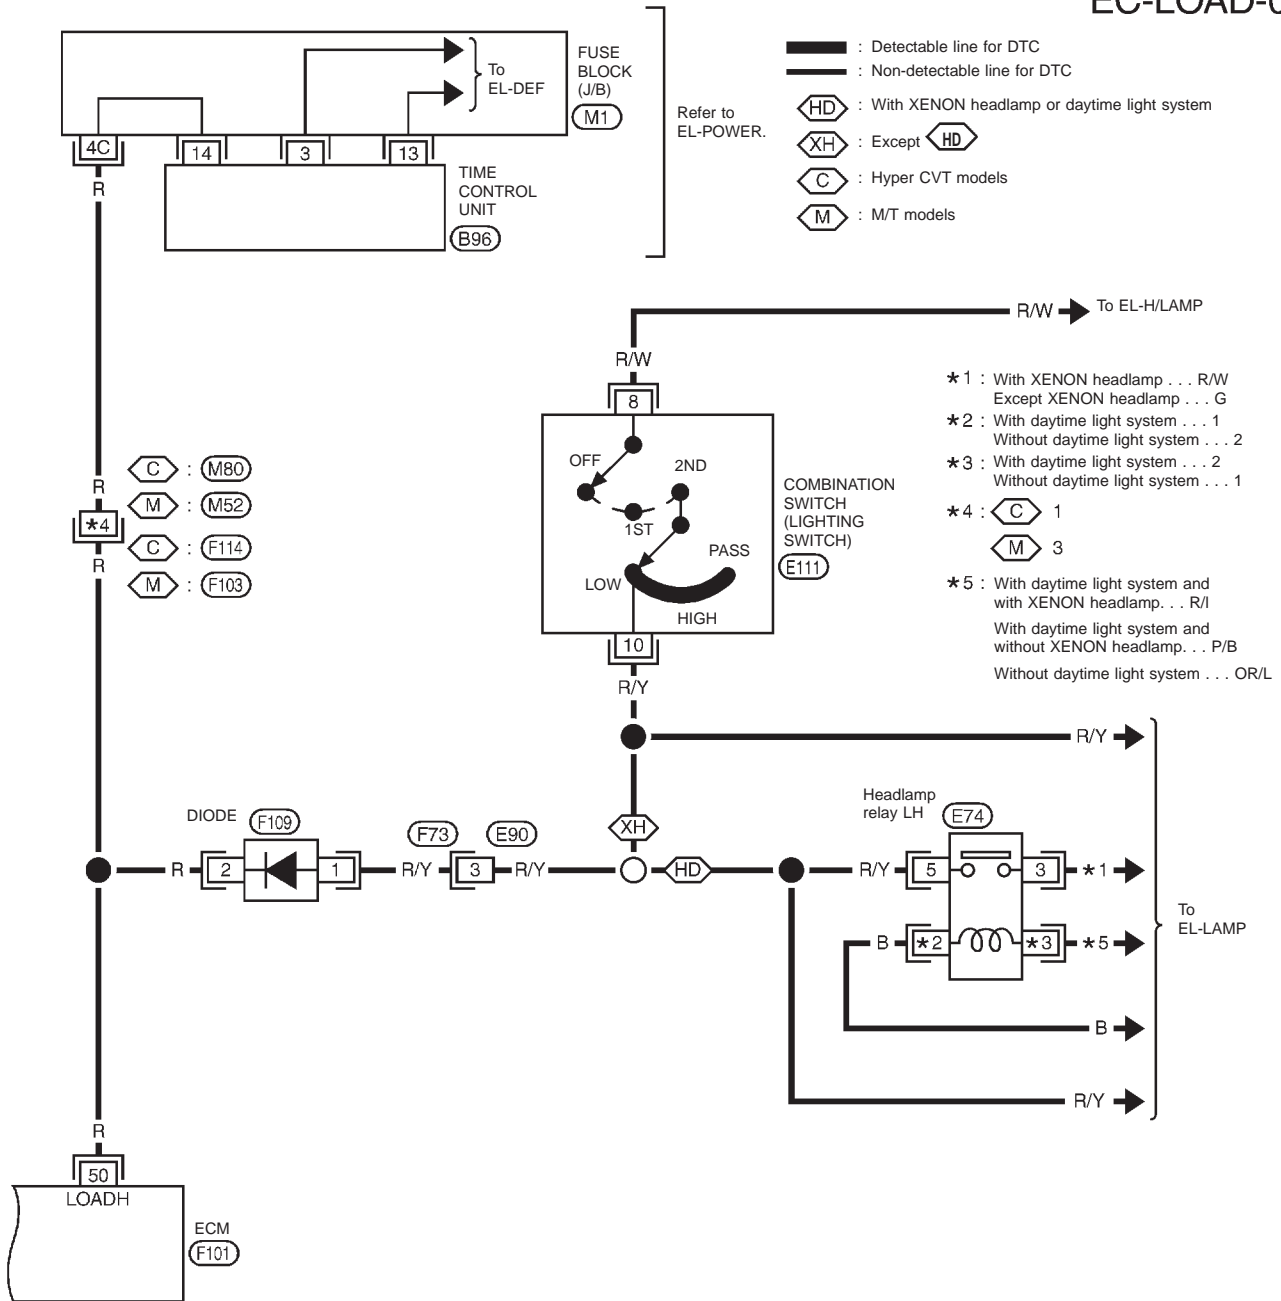 EC-LOAD-0
: Detectable line for DTC
: Non-detectable line for DTC
HD : With XENON headlamp or daytime light system
XH : Except HD
C : Hyper CVT models
M : M/T models
To
EL-DEF
FUSE
BLOCK
(J/B)
M1
Refer to
EL-POWER.
4C
14
3
13
R
TIME
CONTROL
UNIT
B96
R/W
To EL-H/LAMP
R/W
8
OFF
2ND
1ST
PASS
LOW
HIGH
10
R/Y
COMBINATION
SWITCH
(LIGHTING
SWITCH)
E111
*1 : With XENON headlamp . . . R/W
Except XENON headlamp . . . G
*2 : With daytime light system . . . 1
Without daytime light system . . . 2
*3 : With daytime light system . . . 2
Without daytime light system . . . 1
*4 : C 1
M 3
*5 : With daytime light system and
with XENON headlamp. . . R/l
With daytime light system and
without XENON headlamp. . . P/B
Without daytime light system . . . OR/L
C : M80
M : M52
C : F114
M : F103
R
*4
R
R/Y
XH
DIODE
F109
F73
E90
R
2
1
R/Y
3
R/Y
HD
Headlamp
relay LH
E74
R/Y
5
3
*1
B
*2
*3
*5
B
R/Y
To
EL-LAMP
R
50
LOADH
ECM
F101